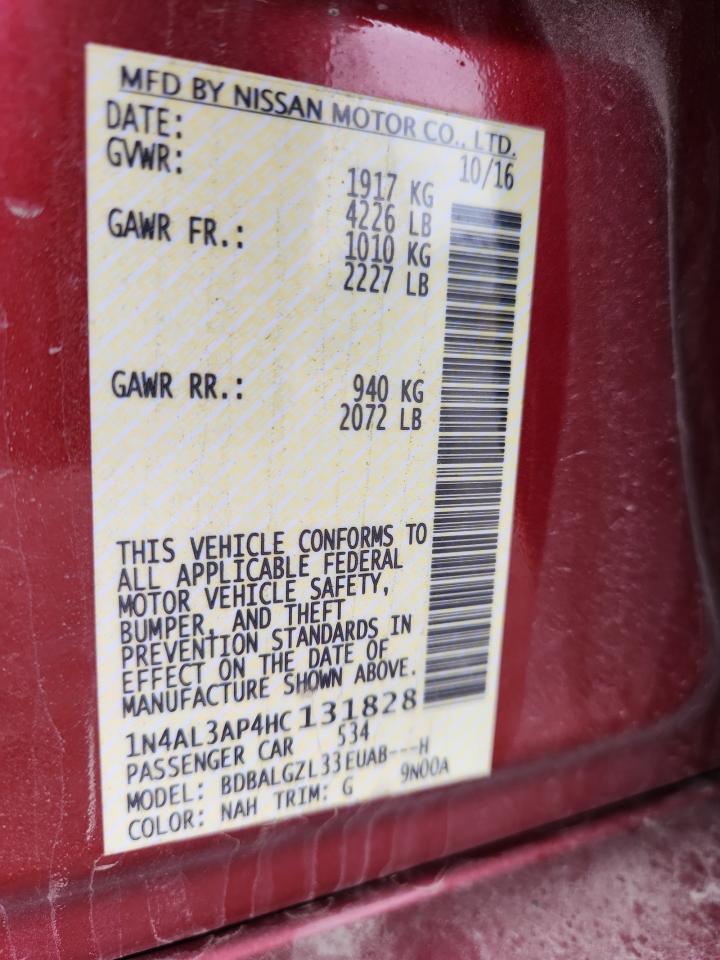 MFD BY NISSAN MOTOR CO., LTD.
DATE: 10/16
GVWR: 1917 KG
4226 LB
GAWR FR.: 1010 KG
2227 LB
GAWR RR.: 940 KG
2072 LB
THIS VEHICLE CONFORMS TO
ALL APPLICABLE FEDERAL
MOTOR VEHICLE SAFETY,
BUMPER, AND THEFT
PREVENTION STANDARDS IN
EFFECT ON THE DATE OF
MANUFACTURE SHOWN ABOVE.
1N4AL3AP4HC131828
PASSENGER CAR 534
MODEL: BDBALGZL33EUAB---H
COLOR: NAH TRIM: G 9N00A